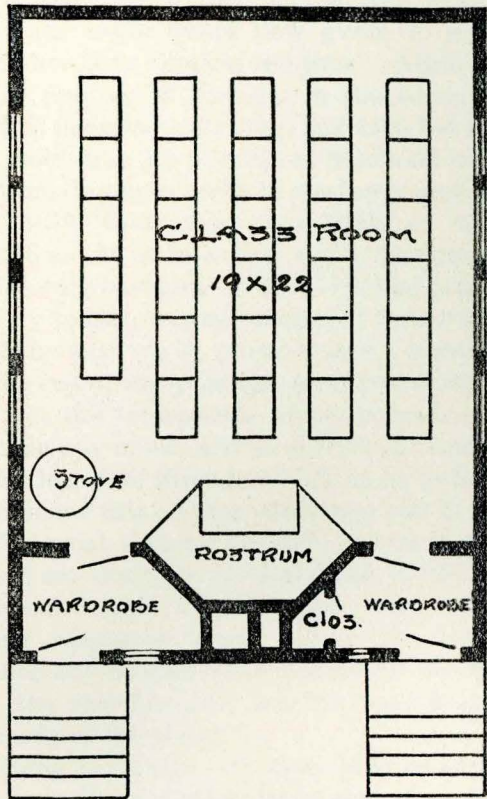 CLASS ROOM
19 X 22
STOVE
ROSTRUM
WARDROBE
CLOS.
WARDROBE